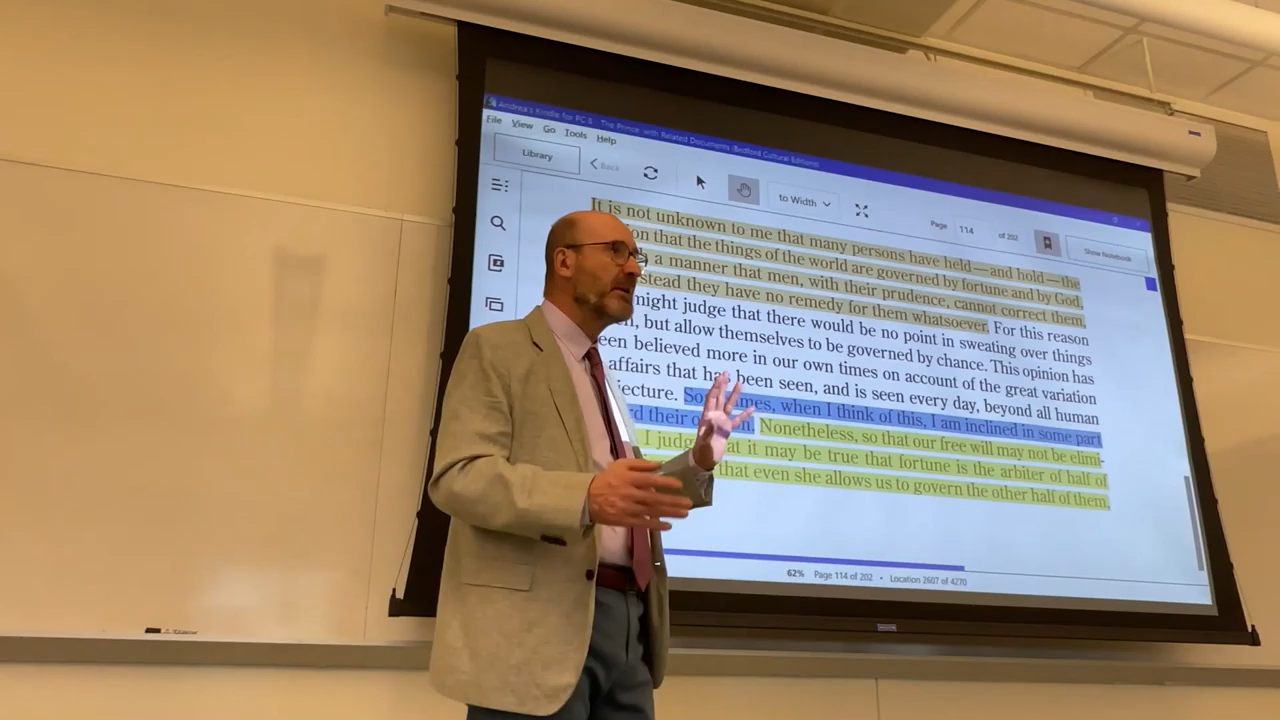 Andrea's Kindle for PC 8 - The Prince with Related Documents (Bedford Cultural Editions)
File View Go Tools Help
Library
Back
to Width
Page 114 of 202
Show Notebook
It is not unknown to me that many persons have held—and hold—the
on that the things of the world are governed by fortune and by God,
a manner that men, with their prudence, cannot correct them,
stead they have no remedy for them whatsoever. For this reason
might judge that there would be no point in sweating over things
n, but allow themselves to be governed by chance. This opinion has
een believed more in our own times on account of the great variation
affairs that has been seen, and is seen every day, beyond all human
jecture. So mes, when I think of this, I am inclined in some part
rd their o n. Nonetheless, so that our free will may not be elimi-
I judg at it may be true that fortune is the arbiter of half of
that even she allows us to govern the other half of them.
62% Page 114 of 202 • Location 2607 of 4270